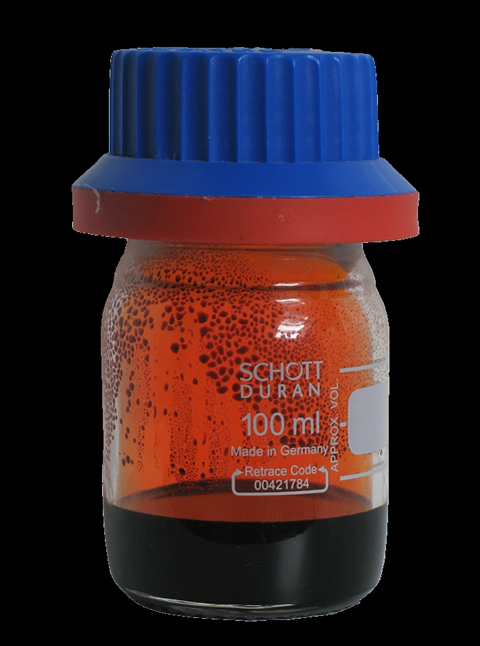 SCHOTT
DURAN
100 ml
Made in Germany
Retrace Code
00421784
APPROX. VOL.